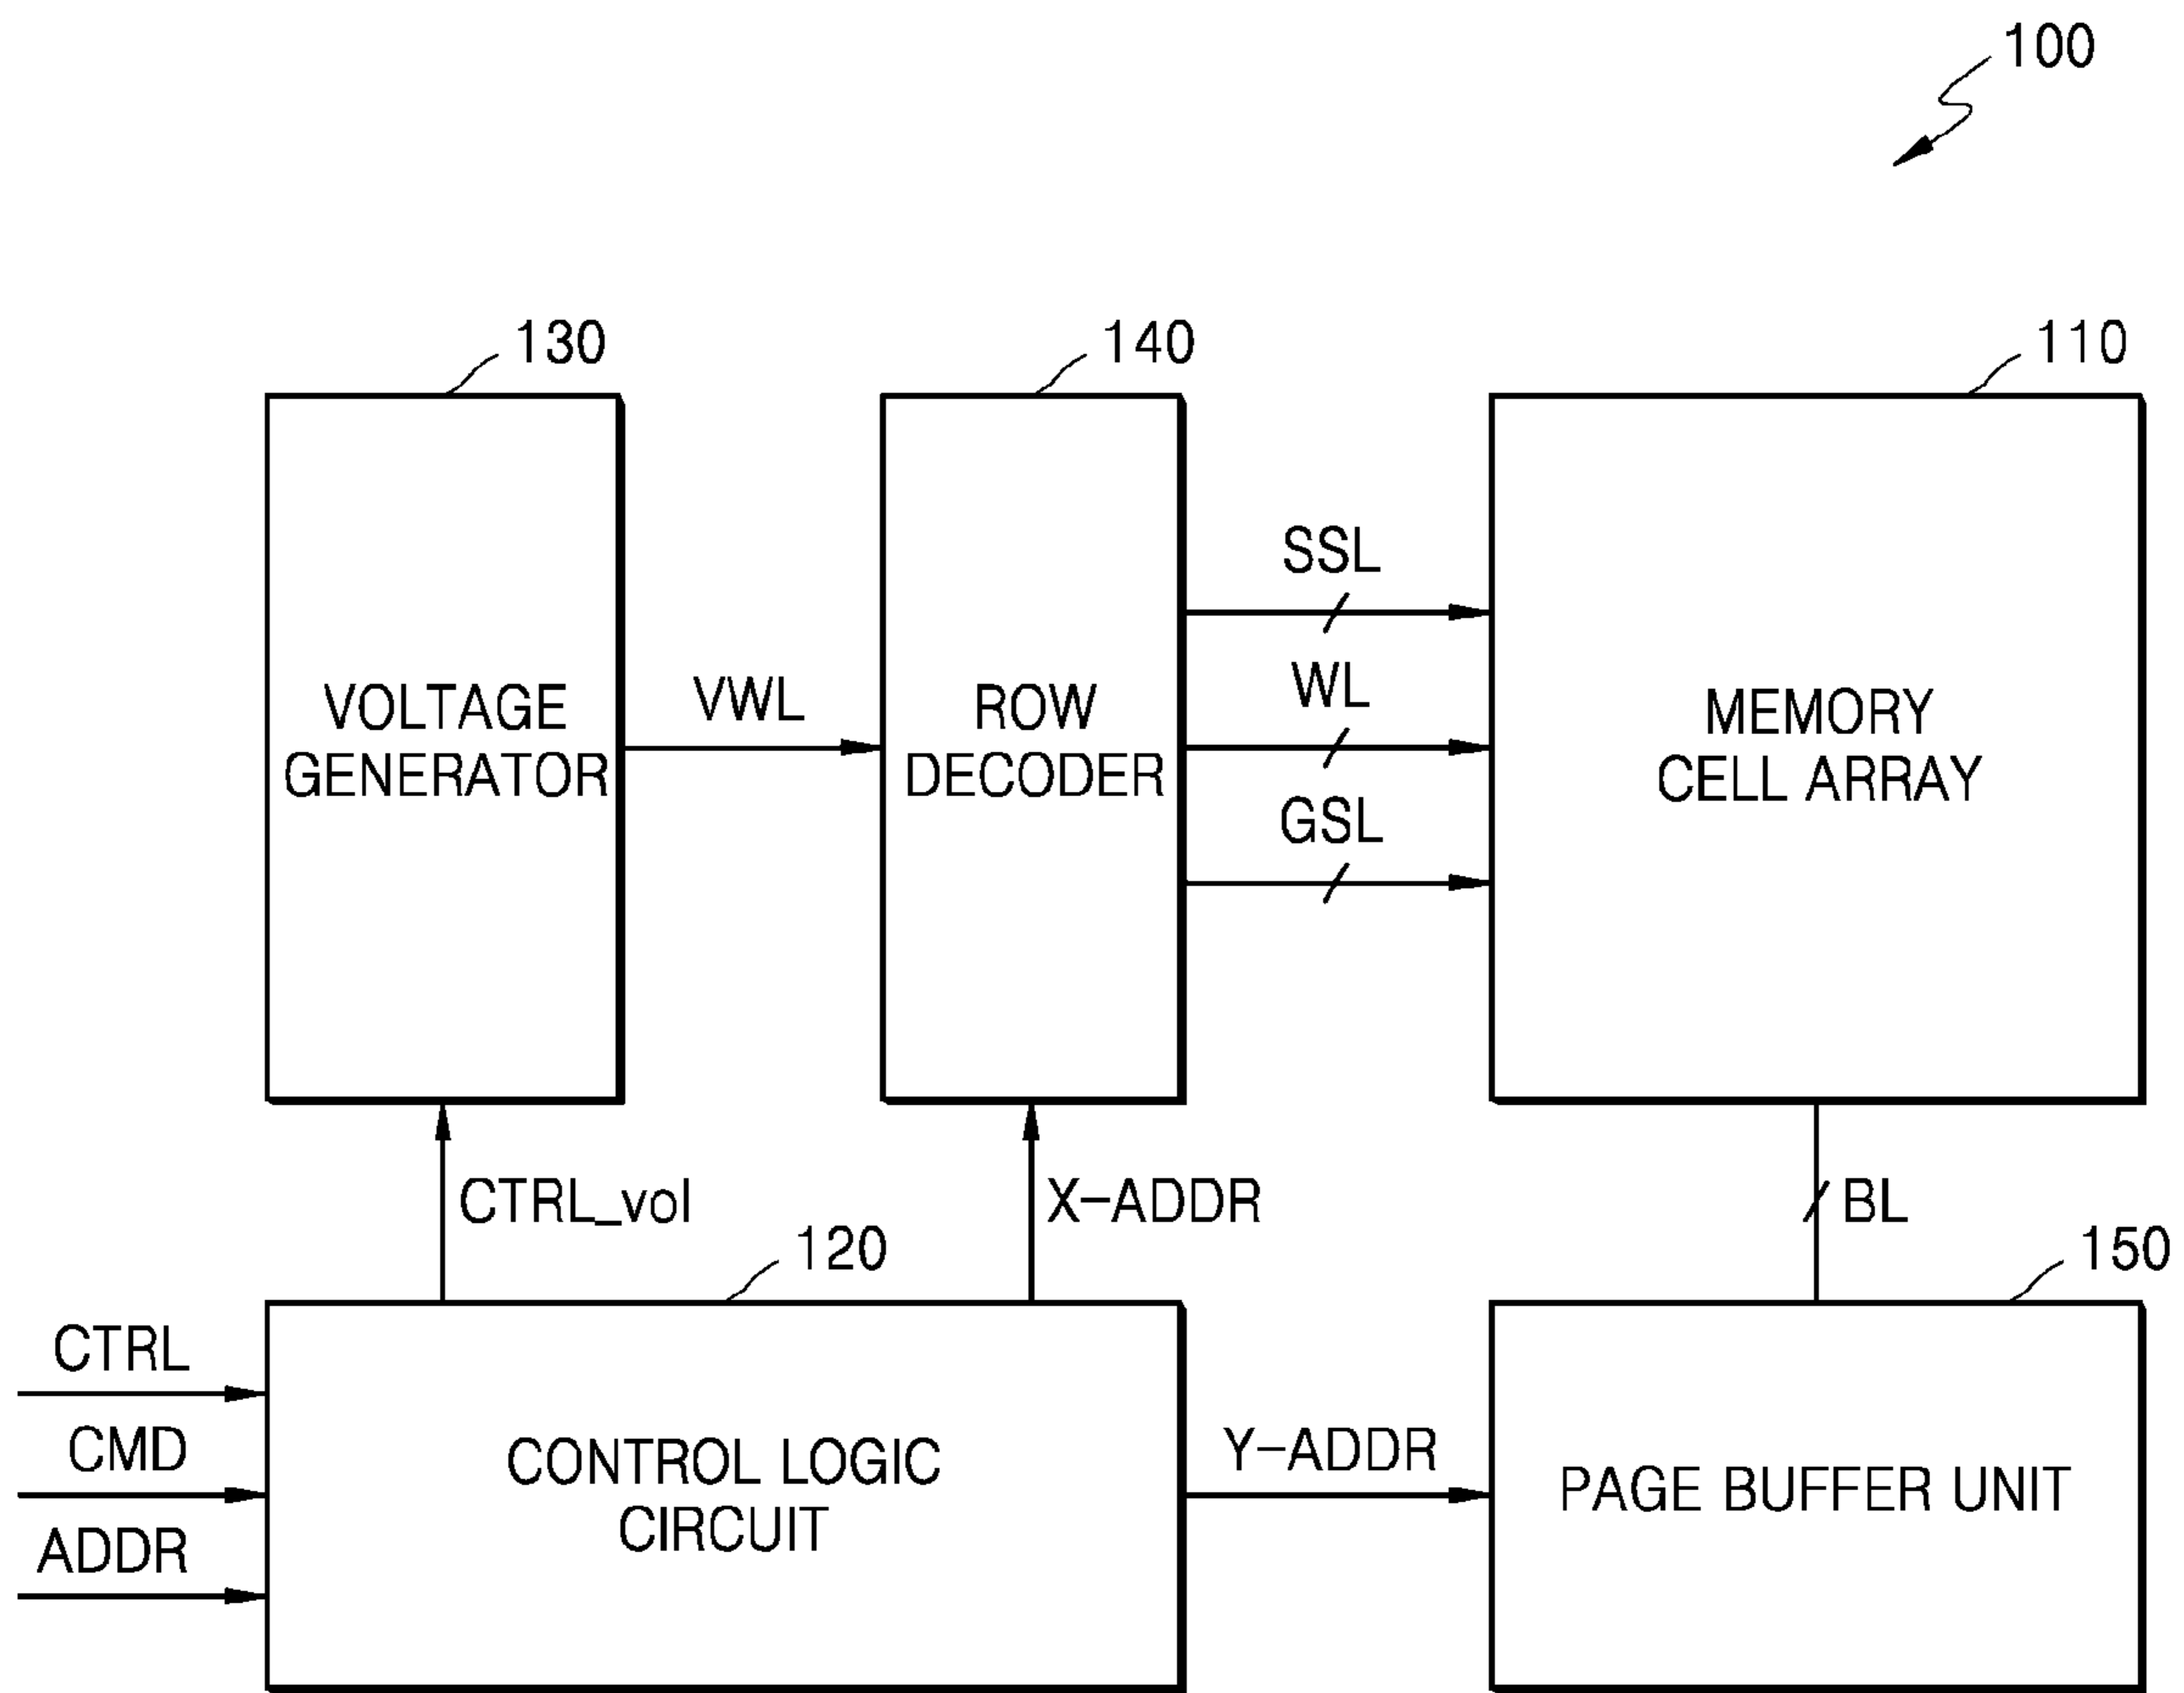 100
130
140
110
VOLTAGE
GENERATOR
VWL
ROW
DECODER
SSL
WL
GSL
MEMORY
CELL ARRAY
CTRL_vol
X-ADDR
BL
120
150
CTRL
CMD
ADDR
CONTROL LOGIC
CIRCUIT
Y-ADDR
PAGE BUFFER UNIT